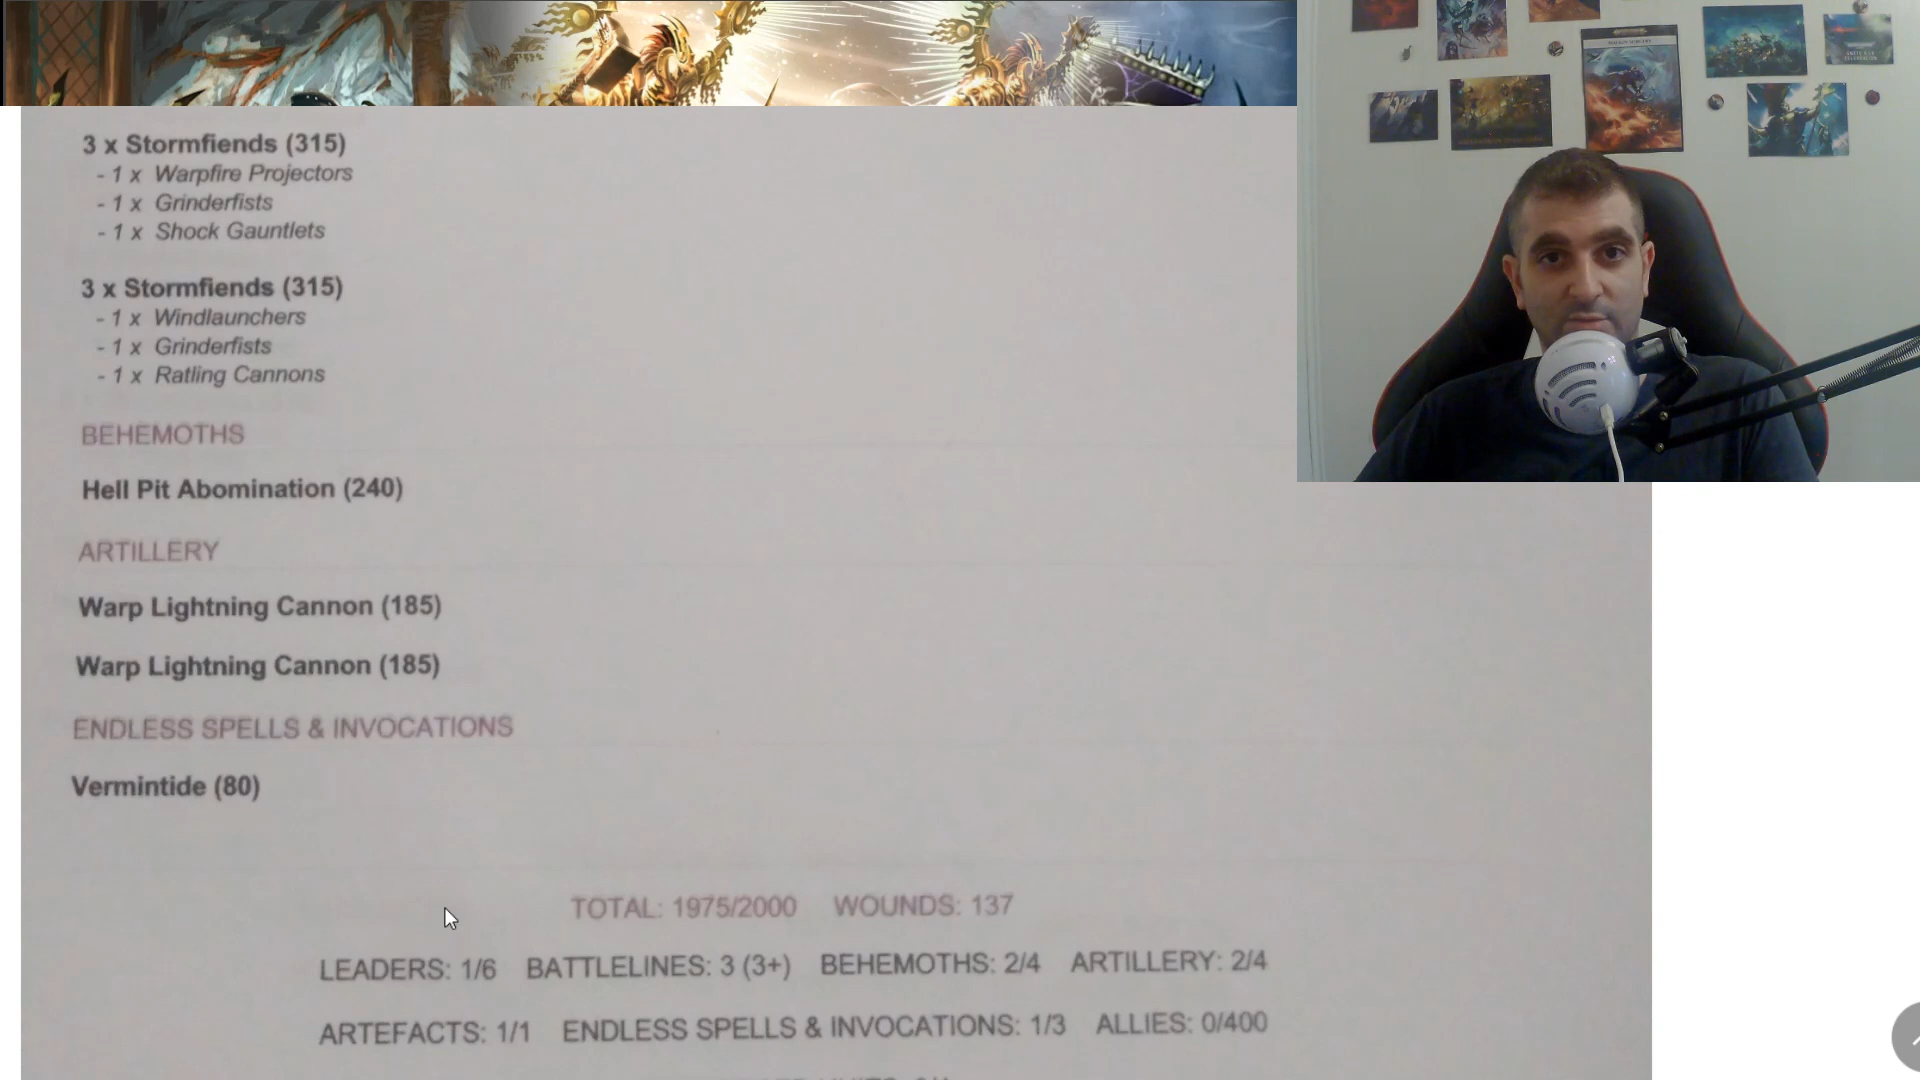 3 x Stormfiends (315)
- 1 x Warpfire Projectors
- 1 x Grinderfists
- 1 x Shock Gauntlets
3 x Stormfiends (315)
- 1 x Windlaunchers
- 1 x Grinderfists
- 1 x Ratling Cannons
BEHEMOTHS
Hell Pit Abomination (240)
ARTILLERY
Warp Lightning Cannon (185)
Warp Lightning Cannon (185)
ENDLESS SPELLS & INVOCATIONS
Vermintide (80)
TOTAL: 1975/2000 WOUNDS: 137
LEADERS: 1/6 BATTLELINES: 3 (3+) BEHEMOTHS: 2/4 ARTILLERY: 2/4
ARTEFACTS: 1/1 ENDLESS SPELLS & INVOCATIONS: 1/3 ALLIES: 0/400